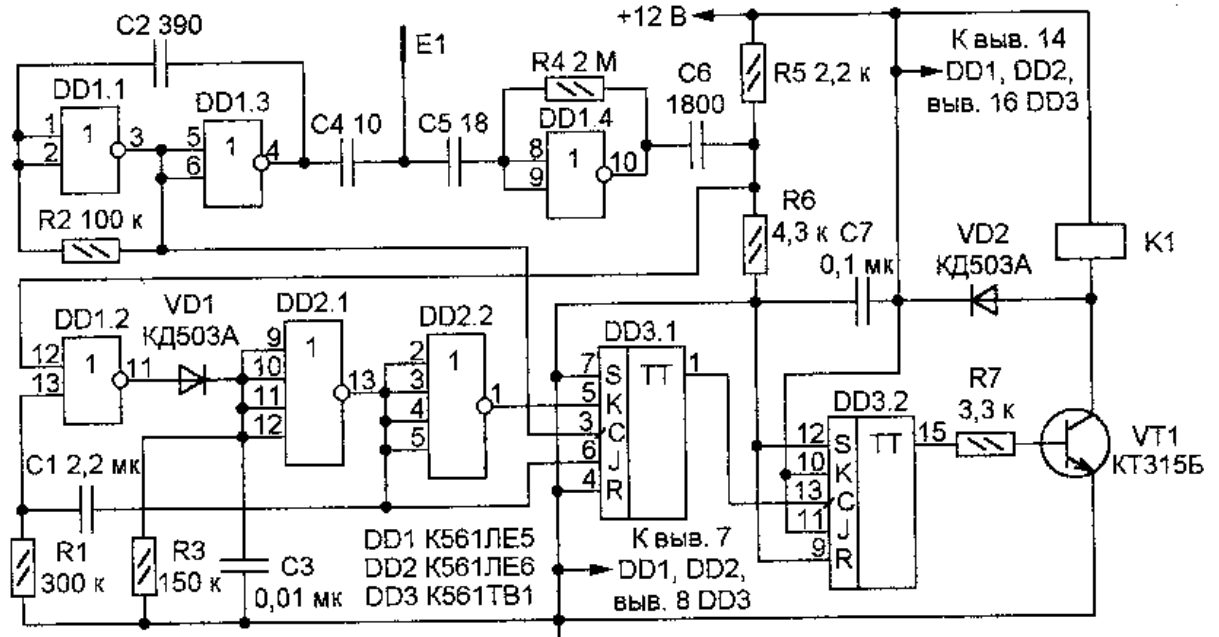 C2 390
E1
+12 В
К выв. 14
DD1, DD2,
выв. 16 DD3
R4 2 М
C6
1800
R5 2,2 к
DD1.1
DD1.3
C4 10
C5 18
DD1.4
1
2
1
3
5
6
1
4
8
9
1
10
R2 100 к
R6
4,3 к
C7
0,1 мк
VD2
КД503А
K1
DD1.2
VD1
КД503А
DD2.1
DD2.2
DD3.1
12
13
1
11
9
10
11
12
1
13
2
3
4
5
1
1
7
5
3
6
4
S
K
C
J
R
TT
1
DD3.2
12
10
13
11
9
S
K
C
J
R
TT
15
R7
3,3 к
VT1
КТ315Б
C1 2,2 мк
R1
300 к
R3
150 к
C3
0,01 мк
DD1 К561ЛЕ5
DD2 К561ЛЕ6
DD3 К561ТВ1
К выв. 7
DD1, DD2,
выв. 8 DD3